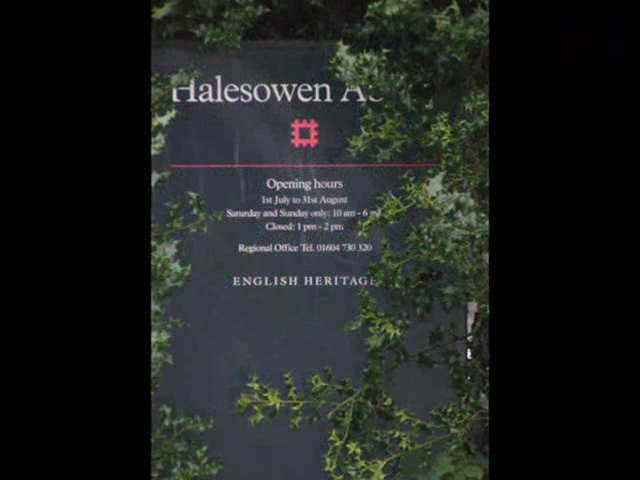 Halesowen
Opening hours
1st July to 31st August
Saturday and Sunday only: 10 am - 6
Closed: 1 pm - 2 pm
Regional Office Tel. 01604 730 320
ENGLISH HERITAGE